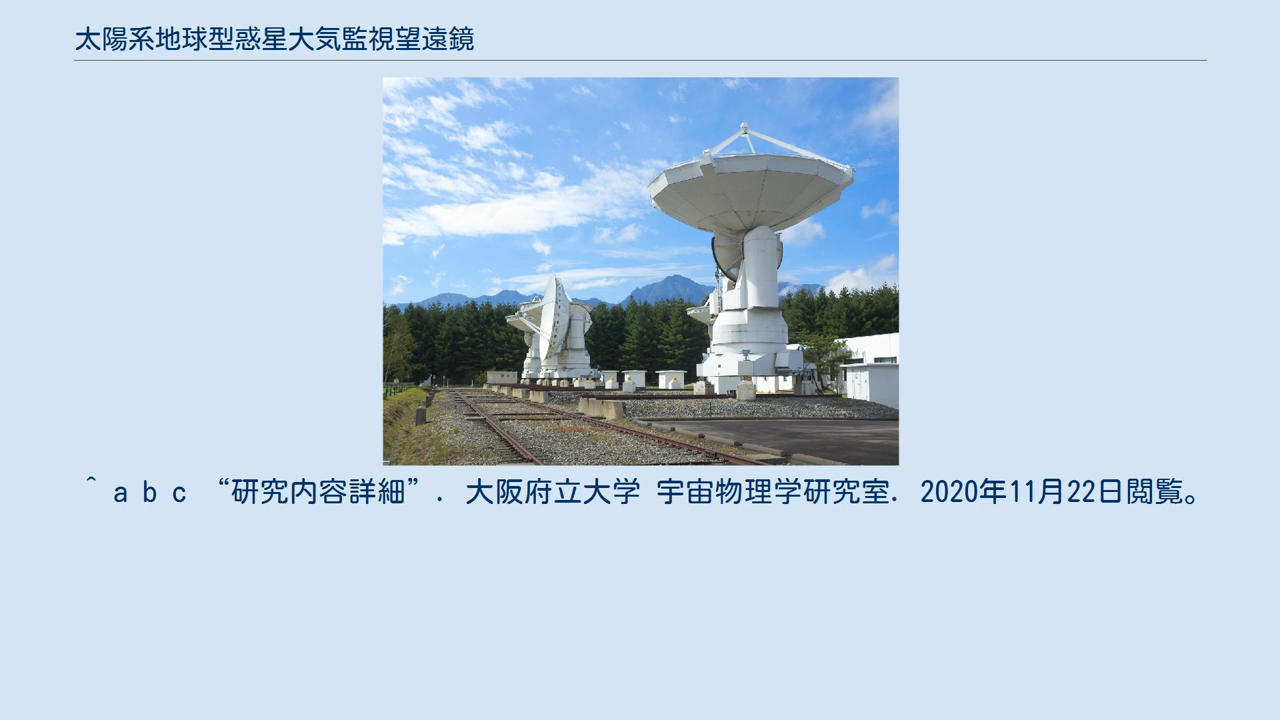 太陽系地球型惑星大気監視望遠鏡
^ a b c “研究内容詳細”. 大阪府立大学 宇宙物理学研究室. 2020年11月22日閲覧。